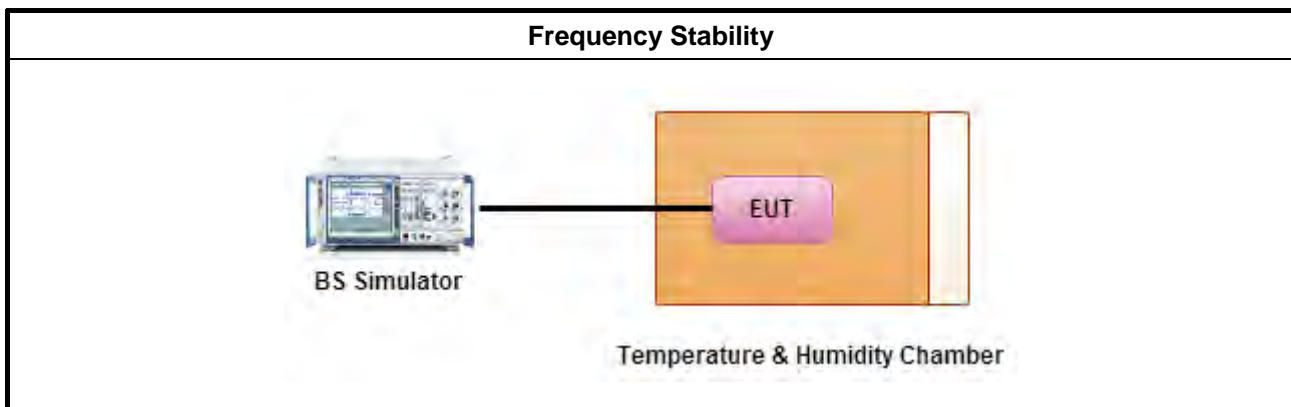 Frequency Stability
EUT
BS Simulator
Temperature & Humidity Chamber